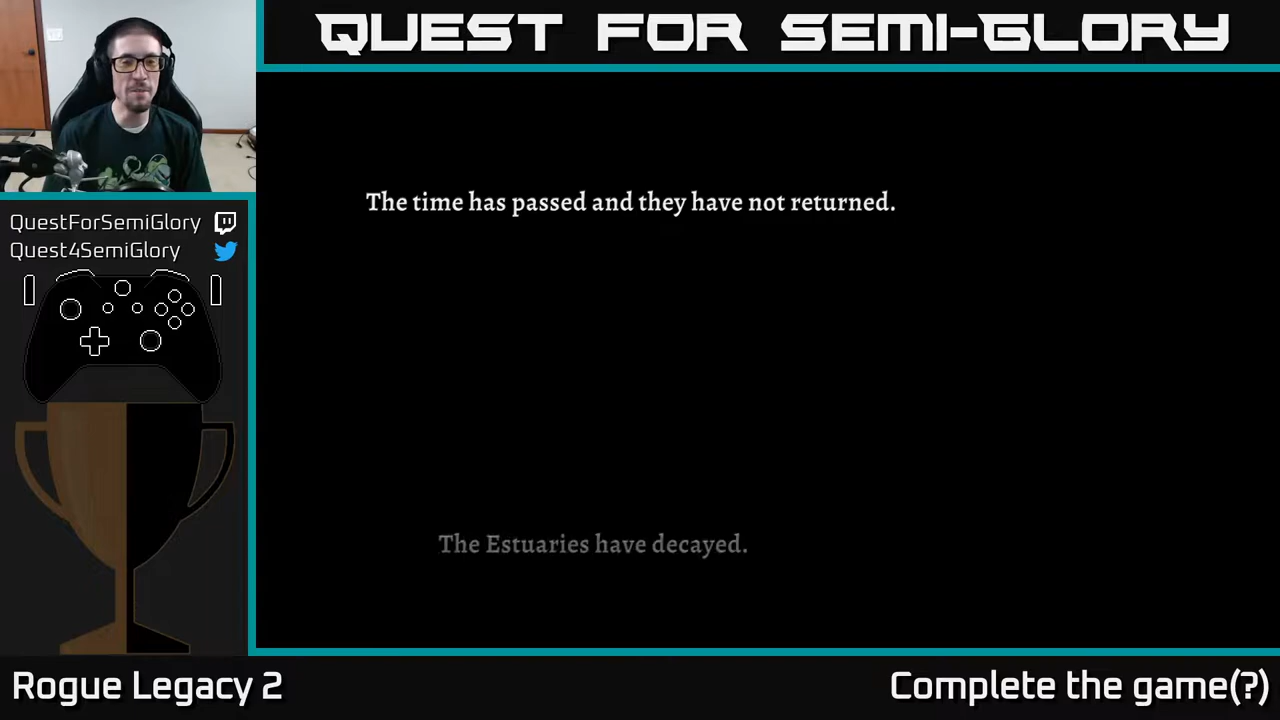 QUEST FOR SEMI-GLORY
The time has passed and they have not returned.
QuestForSemiGlory
Quest4SemiGlory
The Estuaries have decayed.
Rogue Legacy 2
Complete the game(?)